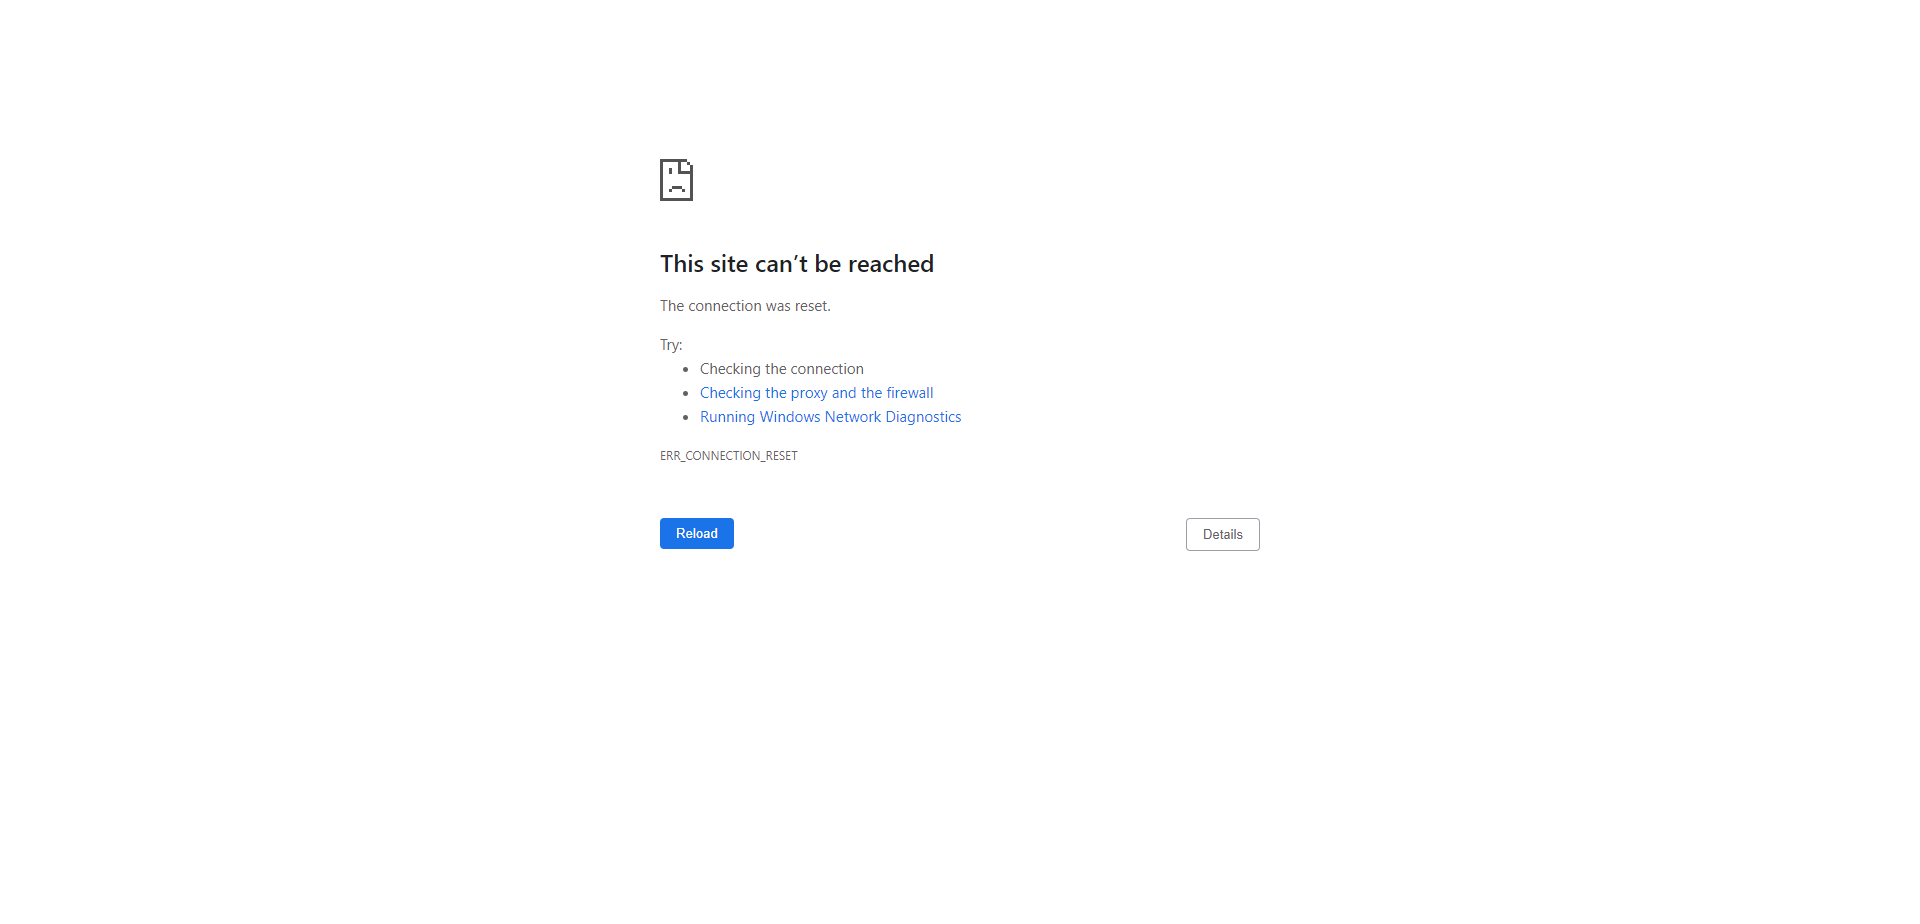 This site can’t be reached
The connection was reset.
Try:
Checking the connection
Checking the proxy and the firewall
Running Windows Network Diagnostics
ERR_CONNECTION_RESET
Reload
Details